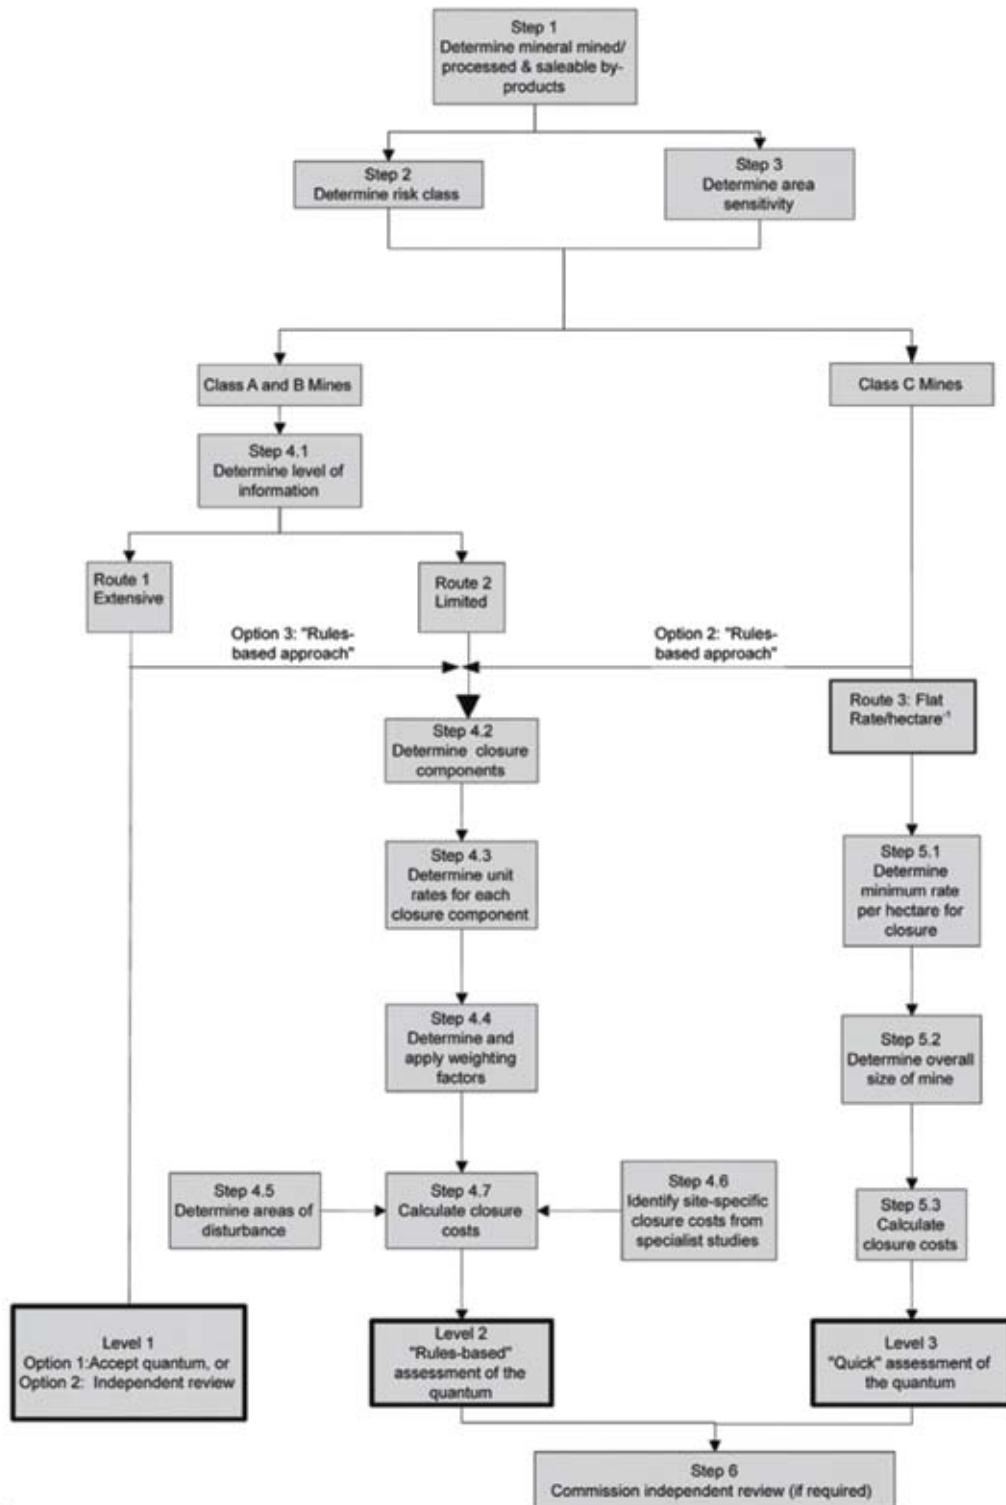 Step 1
Determine mineral mined/
processed & saleable by-
products
Step 2
Determine risk class
Step 3
Determine area
sensitivity
Class A and B Mines
Class C Mines
Step 4.1
Determine level of
information
Route 1
Extensive
Route 2
Limited
Option 3: "Rules-
based approach"
Option 2: "Rules-
based approach"
Route 3: Flat
Rate/hectare-1
Step 4.2
Determine closure
components
Step 4.3
Determine unit
rates for each
closure component
Step 5.1
Determine
minimum rate
per hectare for
closure
Step 4.4
Determine and
apply weighting
factors
Step 5.2
Determine overall
size of mine
Step 4.5
Determine areas of
disturbance
Step 4.7
Calculate closure
costs
Step 4.6
Identify site-specific
closure costs from
specialist studies
Step 5.3
Calculate
closure costs
Level 1
Option 1:Accept quantum, or
Option 2: Independent review
Level 2
"Rules-based"
assessment of the
quantum
Level 3
"Quick" assessment of
the quantum
Step 6
Commission independent review (if required)